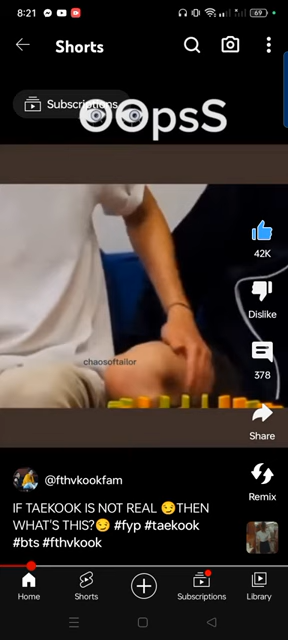 8:21
69
Shorts
Subscriptions
OOpsS
42K
chaosoftailor
Dislike
378
Share
@fthvkookfam
Remix
IF TAEKOOK IS NOT REAL 😏THEN
WHAT'S THIS?😏 #fyp #taekook
#bts #fthvkook
Home
Shorts
Subscriptions
Library